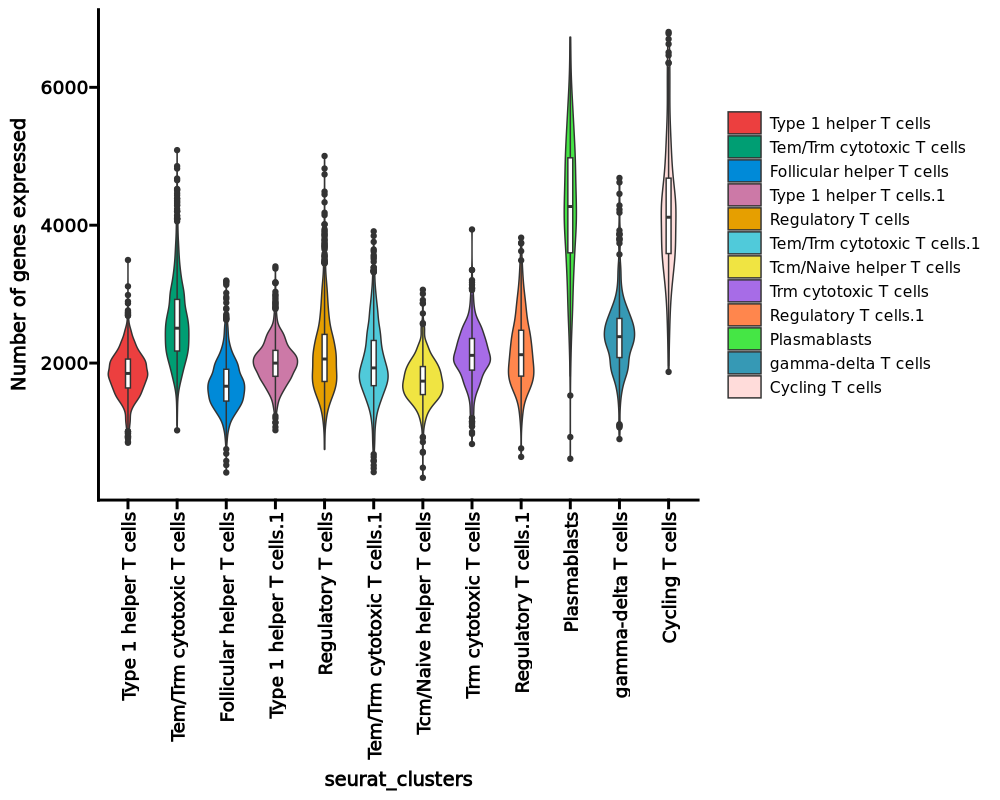 Number of genes expressed
6000
4000
2000
Type 1 helper T cells
Tem/Trm cytotoxic T cells
Follicular helper T cells
Type 1 helper T cells.1
Regulatory T cells
Tem/Trm cytotoxic T cells.1
Tcm/Naive helper T cells
Trm cytotoxic T cells
Regulatory T cells.1
Plasmablasts
gamma-delta T cells
Cycling T cells
seurat_clusters
Type 1 helper T cells
Tem/Trm cytotoxic T cells
Follicular helper T cells
Type 1 helper T cells.1
Regulatory T cells
Tem/Trm cytotoxic T cells.1
Tcm/Naive helper T cells
Trm cytotoxic T cells
Regulatory T cells.1
Plasmablasts
gamma-delta T cells
Cycling T cells